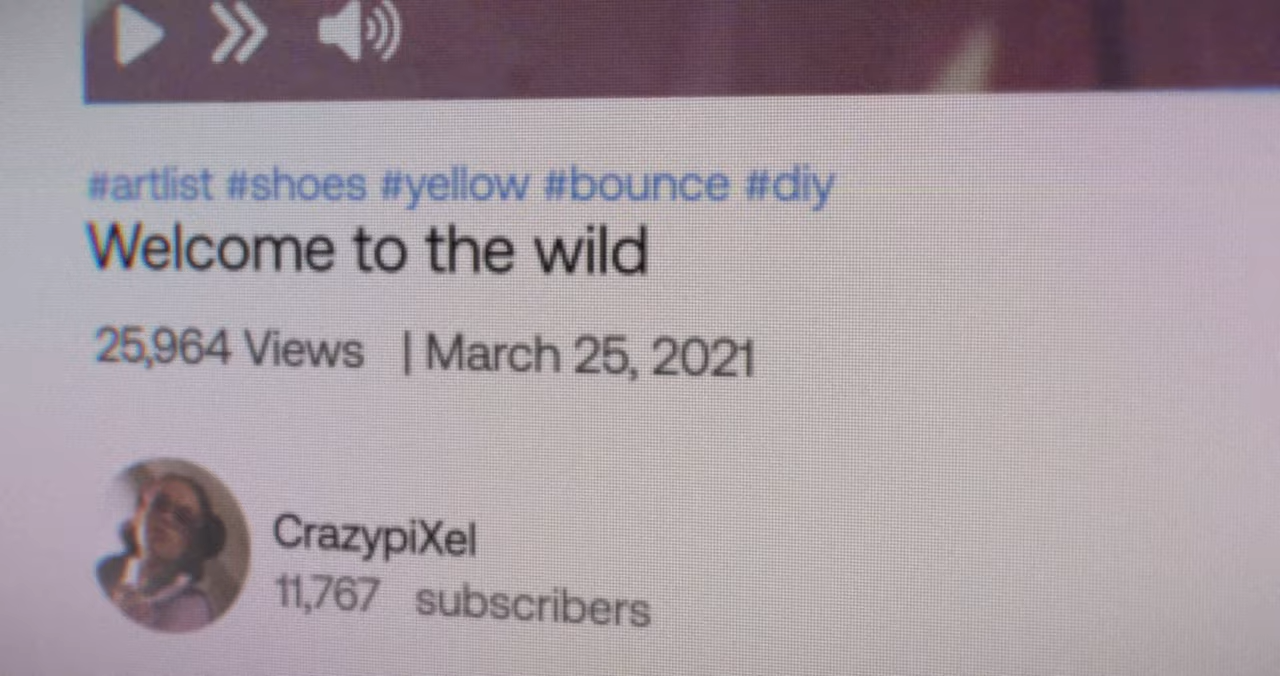 #artlist #shoes #yellow #bounce #diy
Welcome to the wild
25,964 Views | March 25, 2021
CrazypiXel
11,767 subscribers